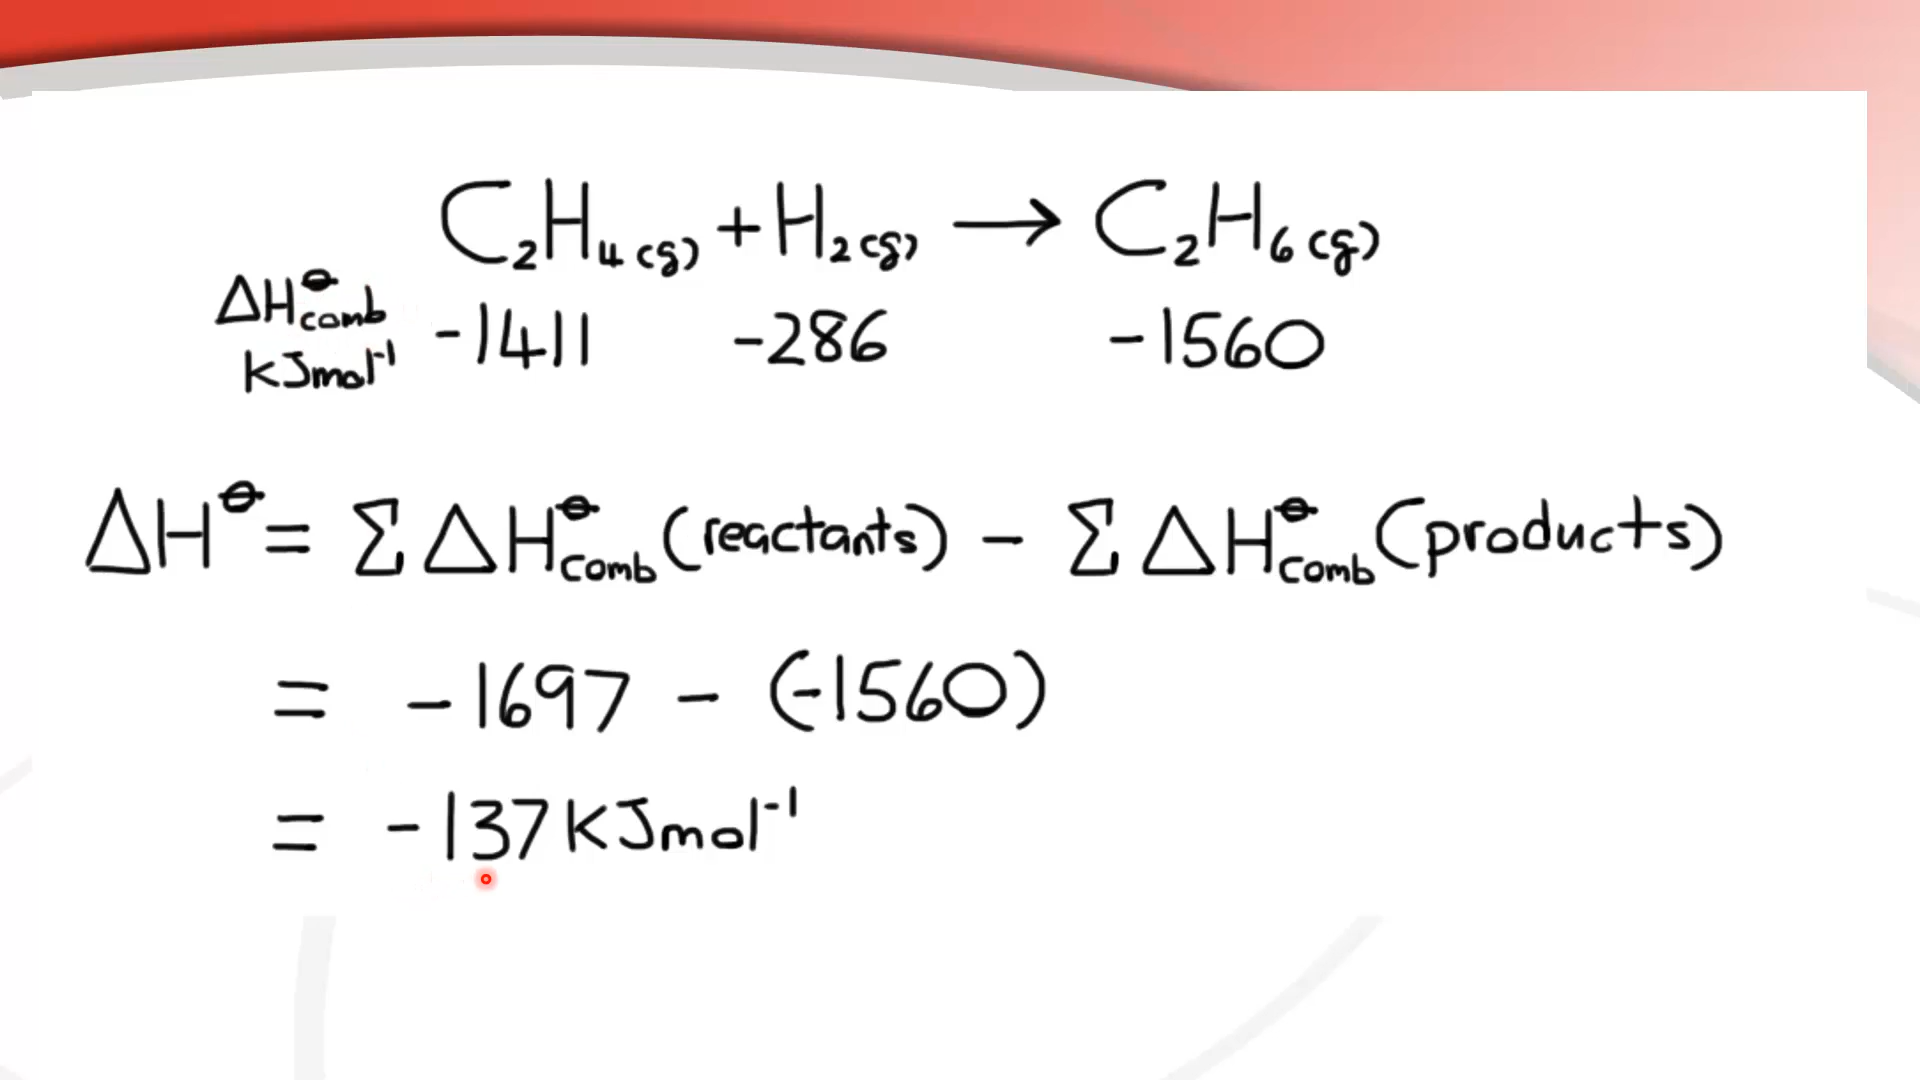 C₂H₄(g) + H₂(g) → C₂H₆(g)
ΔH°comb -1411 -286 -1560
kJmol⁻¹
ΔH° = Σ ΔH°comb (reactants) - Σ ΔH°comb (products)
= -1697 - (-1560)
= -137 kJmol⁻¹